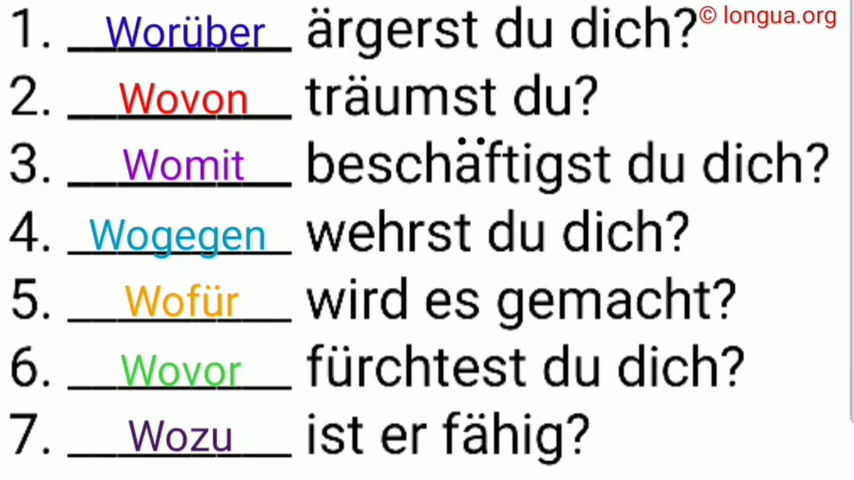 1. Worüber ärgerst du dich? © longua.org
2. Wovon träumst du?
3. Womit beschäftigst du dich?
4. Wogegen wehrst du dich?
5. Wofür wird es gemacht?
6. Wovor fürchtest du dich?
7. Wozu ist er fähig?